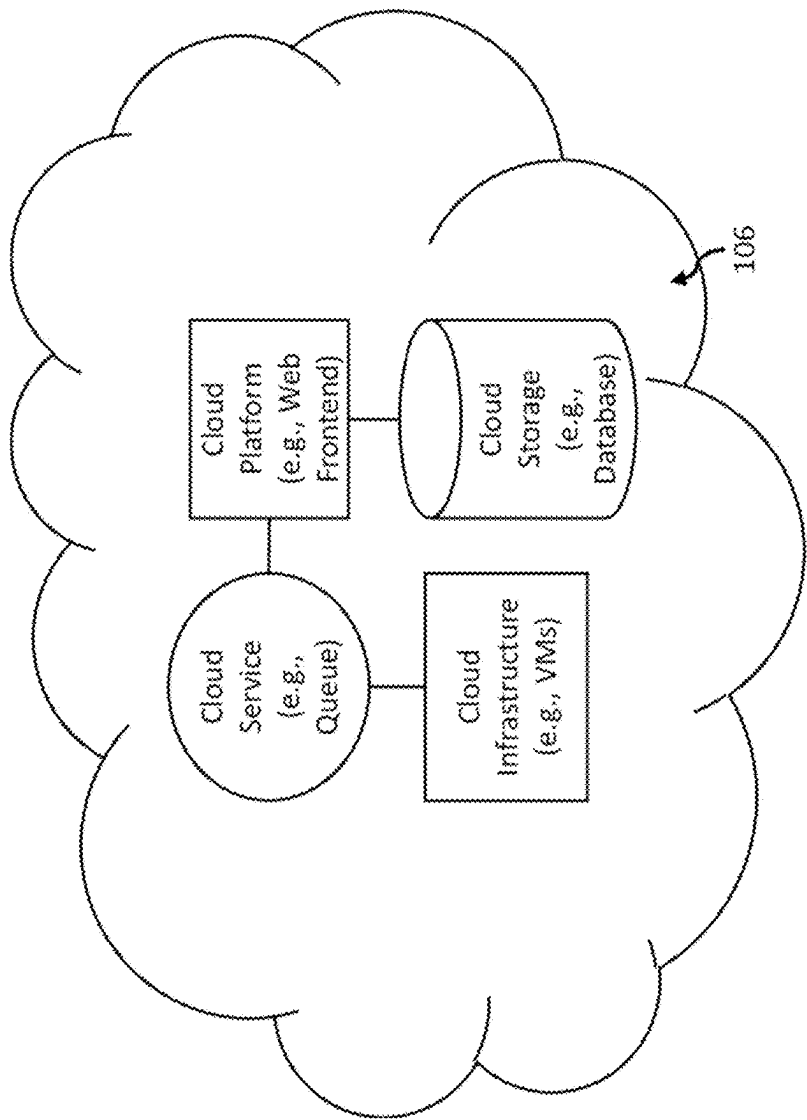 Cloud
Service
(e.g.,
Queue)
Cloud
Platform
(e.g., Web
Frontend)
Cloud
Infrastructure
(e.g., VMs)
Cloud
Storage
(e.g.,
Database)
106